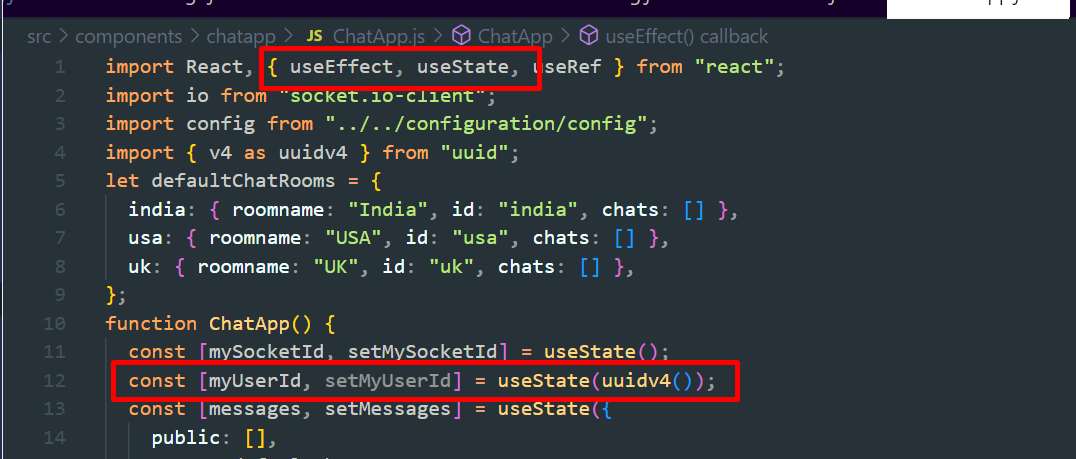 src > components > chatapp > JS ChatApp.js > ChatApp > useEffect() callback
1 import React, { useEffect, useState, useRef } from "react";
2 import io from "socket.io-client";
3 import config from "../../configuration/config";
4 import { v4 as uuidv4 } from "uuid";
5 let defaultChatRooms = {
6 india: { roomname: "India", id: "india", chats: [] },
7 usa: { roomname: "USA", id: "usa", chats: [] },
8 uk: { roomname: "UK", id: "uk", chats: [] },
9 };
10 function ChatApp() {
11 const [mySocketId, setMySocketId] = useState();
12 const [myUserId, setMyUserId] = useState(uuidv4());
13 const [messages, setMessages] = useState({
14 public: [],